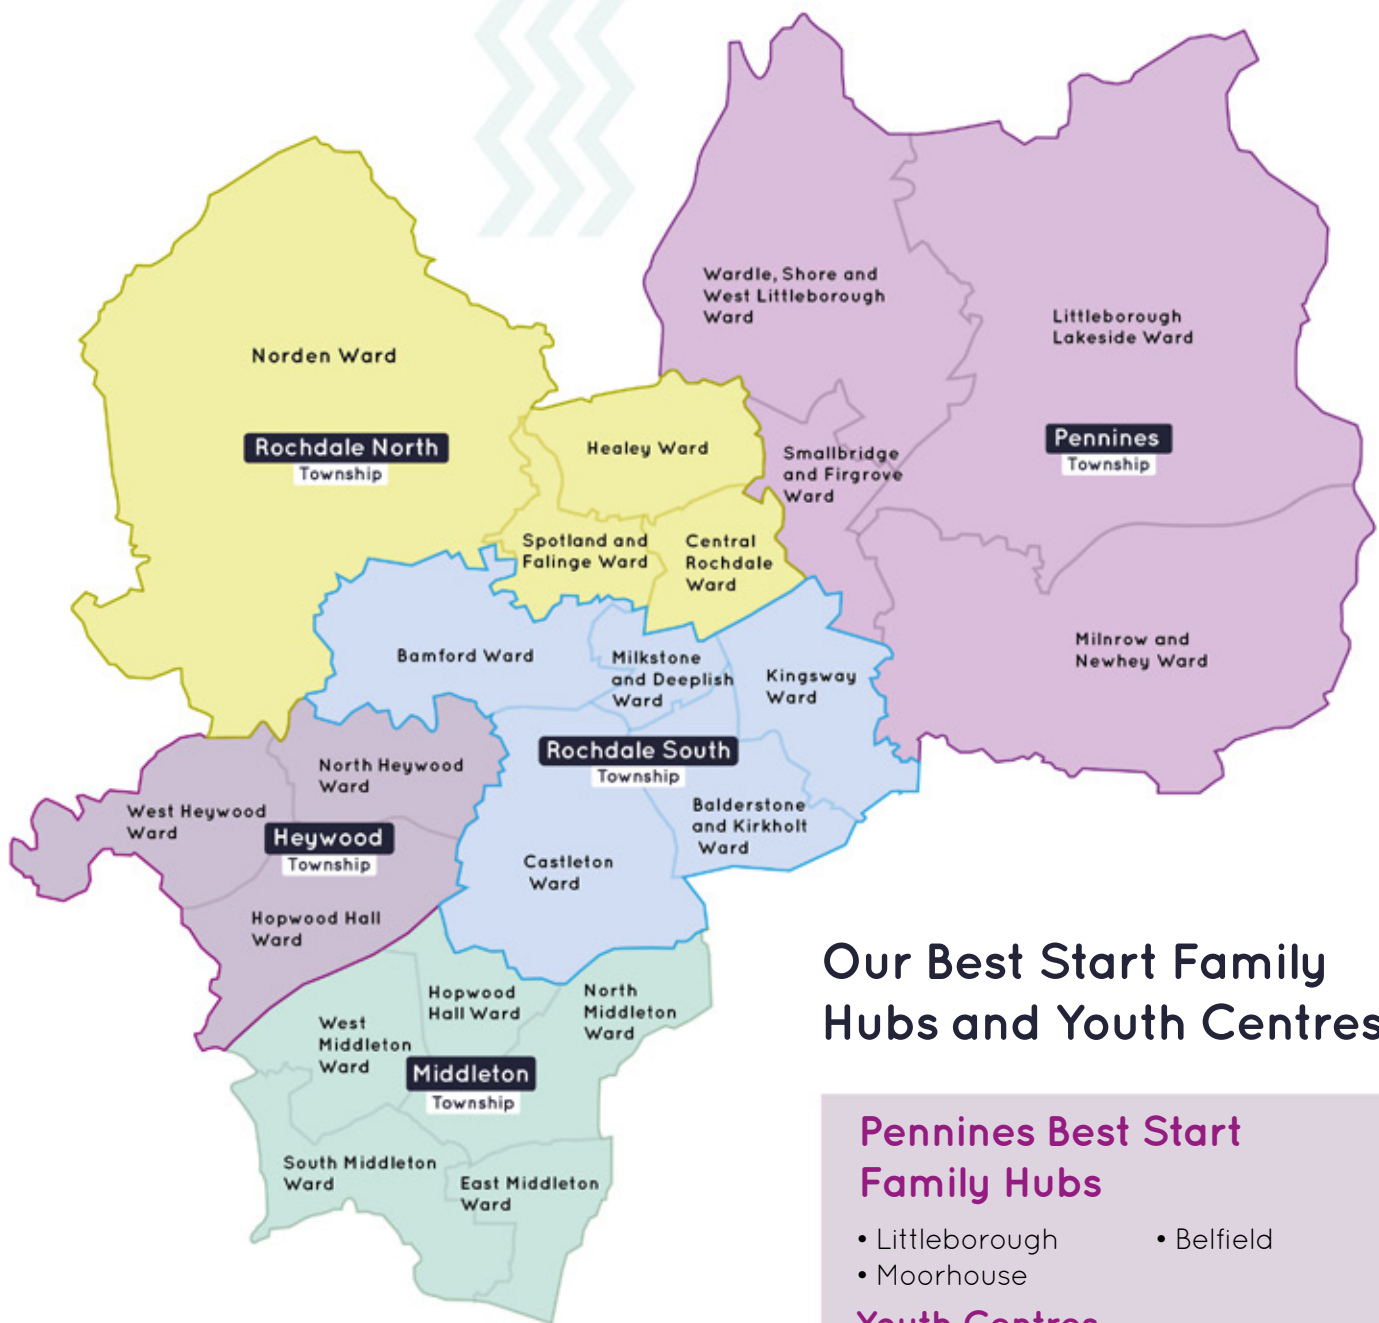 Wardle, Shore and
West Littleborough
Ward
Littleborough
Lakeside Ward
Norden Ward
Rochdale North
Township
Healey Ward
Smallbridge
and Firgrove
Ward
Pennines
Township
Spotland and
Falinge Ward
Central
Rochdale
Ward
Milnrow and
Newhey Ward
Bamford Ward
Milkstone
and Deeplish
Ward
Kingsway
Ward
Rochdale South
Township
North Heywood
Ward
West Heywood
Ward
Heywood
Township
Balderstone
and Kirkholt
Ward
Castleton
Ward
Hopwood Hall
Ward
Hopwood
Hall Ward
North
Middleton
Ward
West
Middleton
Ward
Middleton
Township
South Middleton
Ward
East Middleton
Ward
Our Best Start Family
Hubs and Youth Centres
Pennines Best Start
Family Hubs
• Littleborough
• Belfield
• Moorhouse
Youth Centres